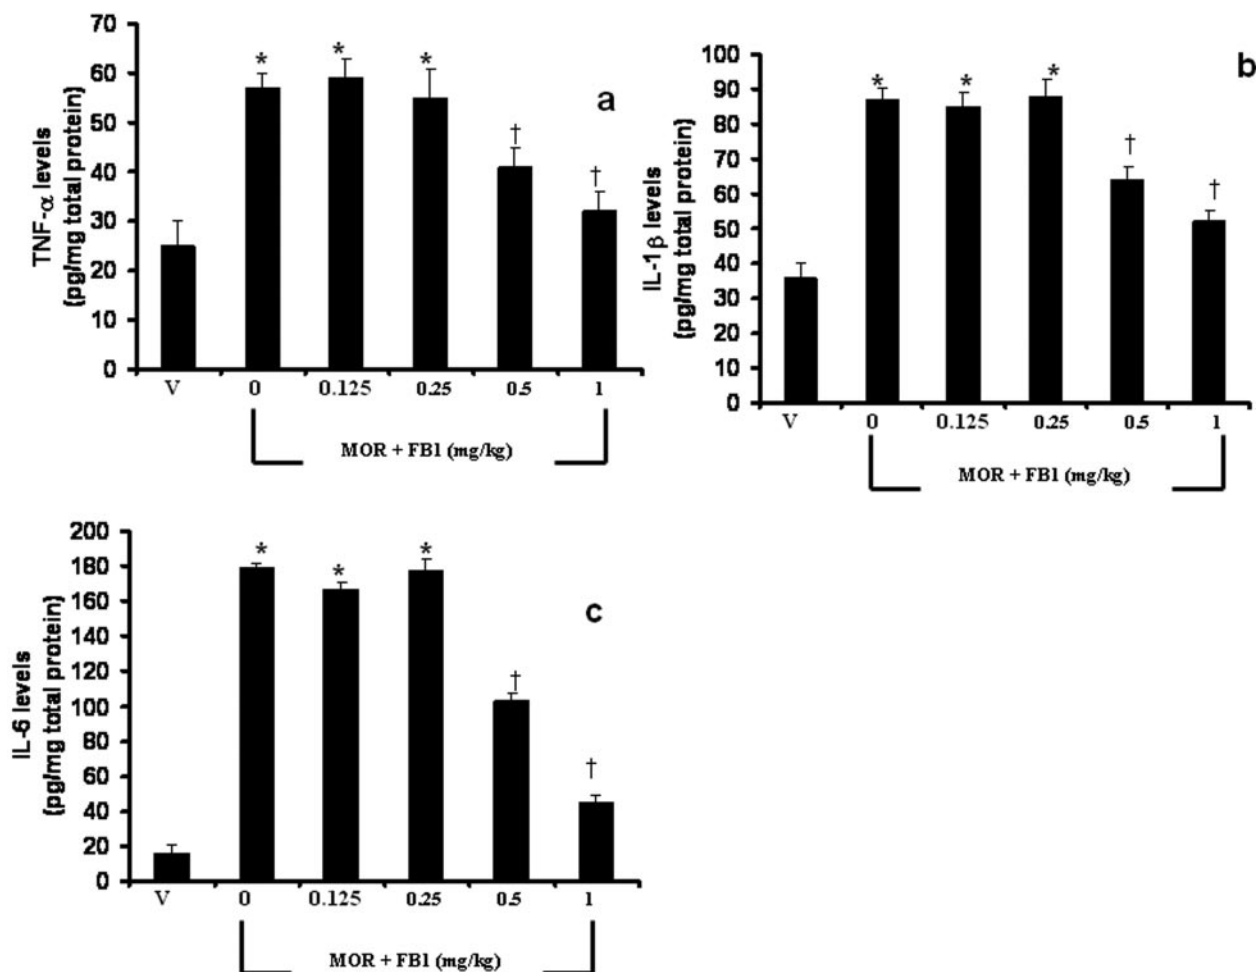 TNF-α levels
(pg/mg total protein)
70
60
50
40
30
20
10
0
* * * † †
a
V 0 0.125 0.25 0.5 1
MOR + FB1 (mg/kg)
IL-1β levels
(pg/mg total protein)
100
90
80
70
60
50
40
30
20
10
0
* * * † †
b
V 0 0.125 0.25 0.5 1
MOR + FB1 (mg/kg)
IL-6 levels
(pg/mg total protein)
200
180
160
140
120
100
80
60
40
20
0
* * * † †
c
V 0 0.125 0.25 0.5 1
MOR + FB1 (mg/kg)